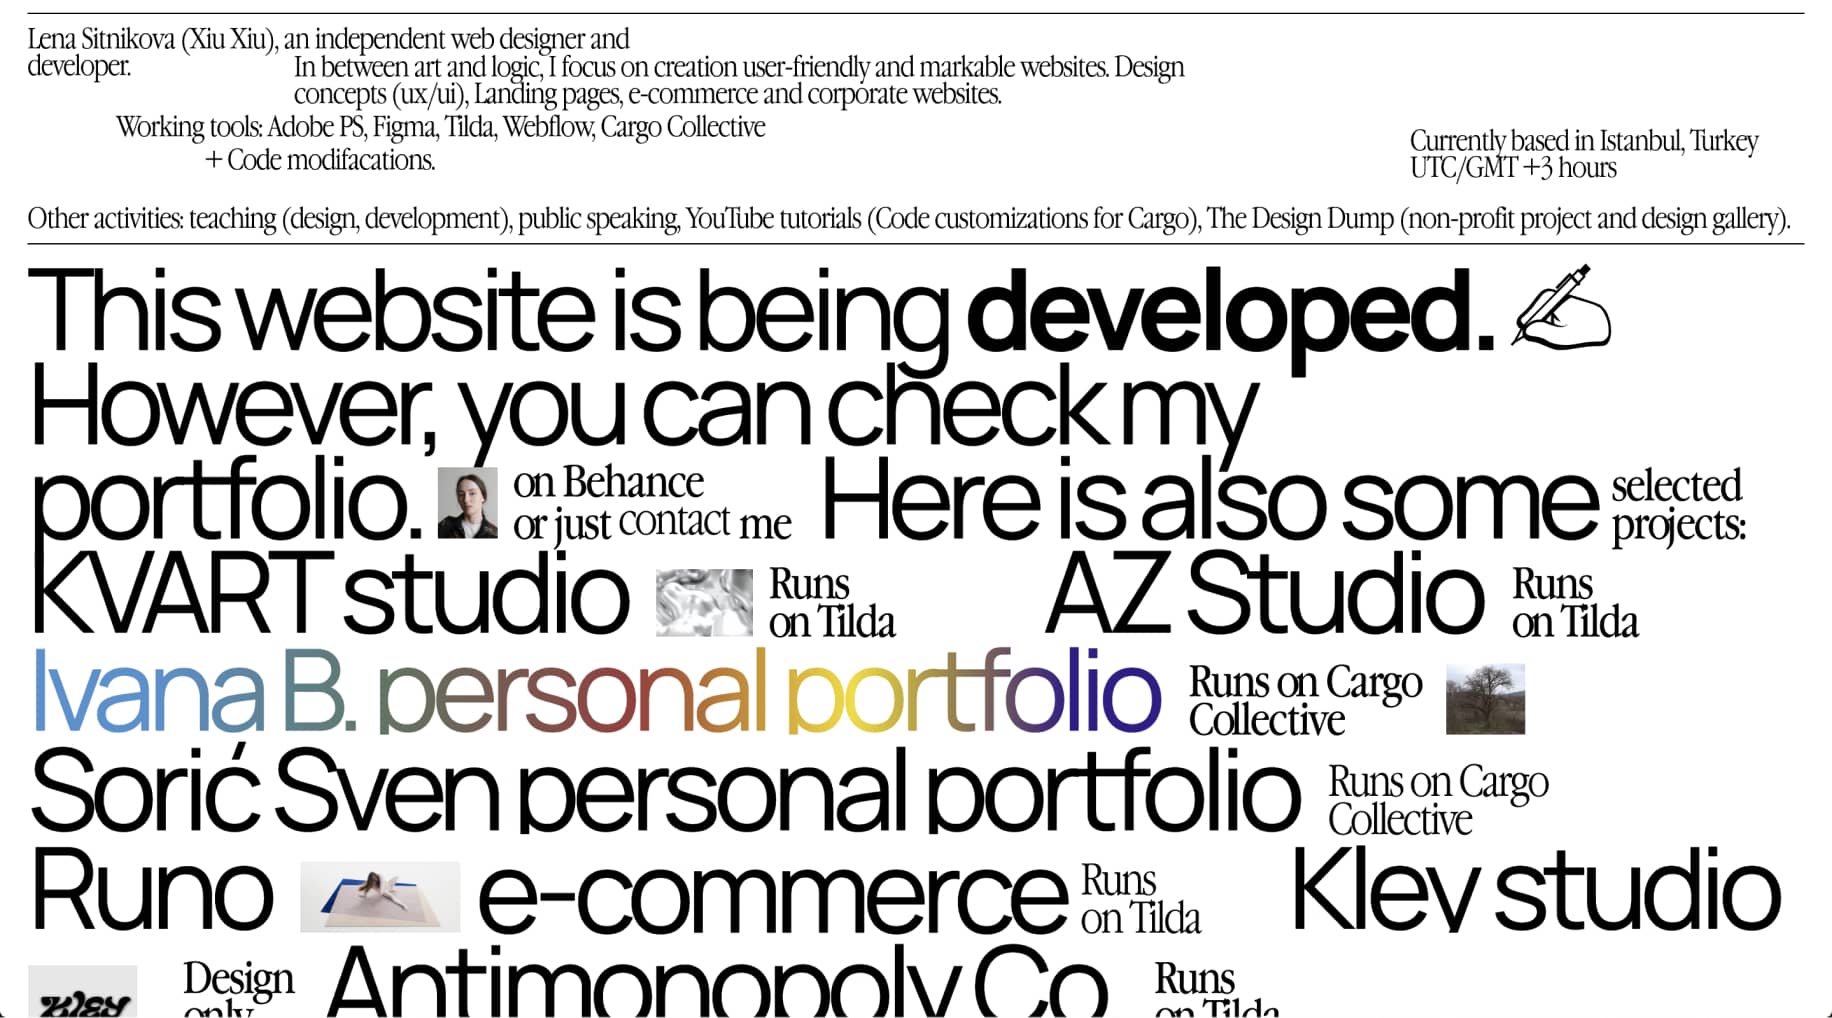 Lena Sitnikova (Xiu Xiu), an independent web designer and
developer.
In between art and logic, I focus on creation user-friendly and markable websites. Design
concepts (ux/ui), Landing pages, e-commerce and corporate websites.
Working tools: Adobe PS, Figma, Tilda, Webflow, Cargo Collective
+ Code modifacations.
Currently based in Istanbul, Turkey
UTC/GMT +3 hours
Other activities: teaching (design, development), public speaking, YouTube tutorials (Code customizations for Cargo), The Design Dump (non-profit project and design gallery).
This website is being developed.
However, you can check my
portfolio.
on Behance
or just contact me
Here is also some
selected
projects:
KVART studio
Runs
on Tilda
AZ Studio
Runs
on Tilda
Ivana B. personal portfolio
Runs on Cargo
Collective
Sorić Sven personal portfolio
Runs on Cargo
Collective
Runo
e-commerce
Runs
on Tilda
Klev studio
Kley
Design
only
Antimonopoly Co
Runs
on Tilda